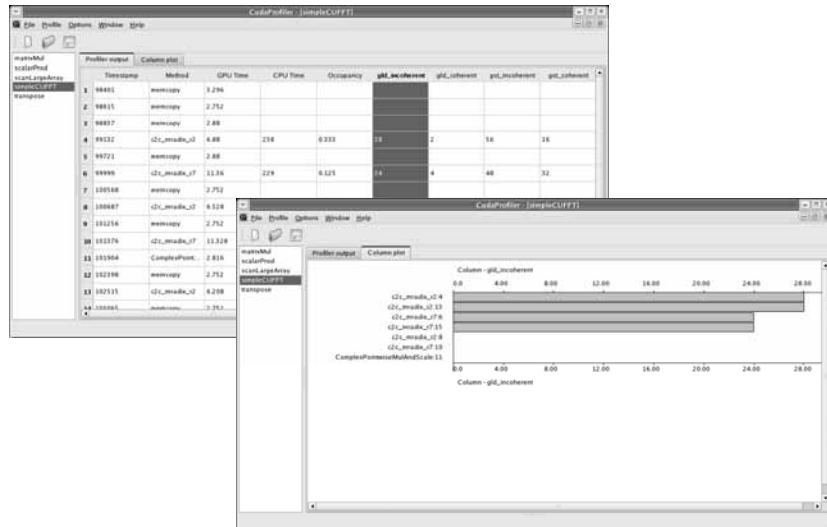 CudaProfiler - [simpleCUFFT]
File Profile Options Window Help
matrixMul
scalarProd
scanLargeArray
simpleCUFFT
transpose
Profiler output Column plot
Timestamp Method GPU Time CPU Time Occupancy gld_incoherent gld_coherent gst_incoherent gst_coherent
1 98401 memcopy 3.296
2 98615 memcopy 2.752
3 98837 memcopy 2.88
4 99132 c2c_mradix_r2 4.88 258 0.333 28 2 56 16
5 99721 memcopy 2.88
6 99999 c2c_mradix_r7 11.36 229 0.125 24 4 48 32
7 100568 memcopy 2.752
8 100687 c2c_mradix_r2 6.528
9 101256 memcopy 2.752
10 101376 c2c_mradix_r7 11.328
11 101904 ComplexPoint... 2.816
12 102398 memcopy 2.752
13 102515 c2c_mradix_r2 4.208
14 memcopy 2.752
CudaProfiler - [simpleCUFFT]
File Profile Options Window Help
matrixMul
scalarProd
scanLargeArray
simpleCUFFT
transpose
Profiler output Column plot
Column - gld_incoherent
0.0 4.00 8.00 12.00 16.00 20.00 24.00 28.00
c2c_mradix_r2:4
c2c_mradix_r2:13
c2c_mradix_r7:6
c2c_mradix_r7:15
c2c_mradix_r2:8
c2c_mradix_r7:10
ComplexPointwiseMulAndScale:11
0.0 4.00 8.00 12.00 16.00 20.00 24.00 28.00
Column - gld_incoherent